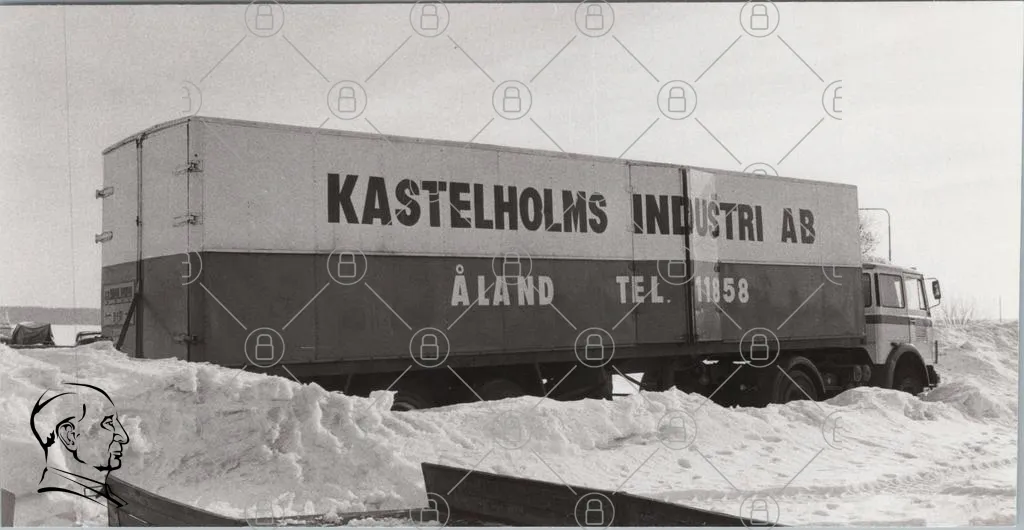 KASTELHOLMS INDUSTRI AB
ÅLAND TEL. 11858